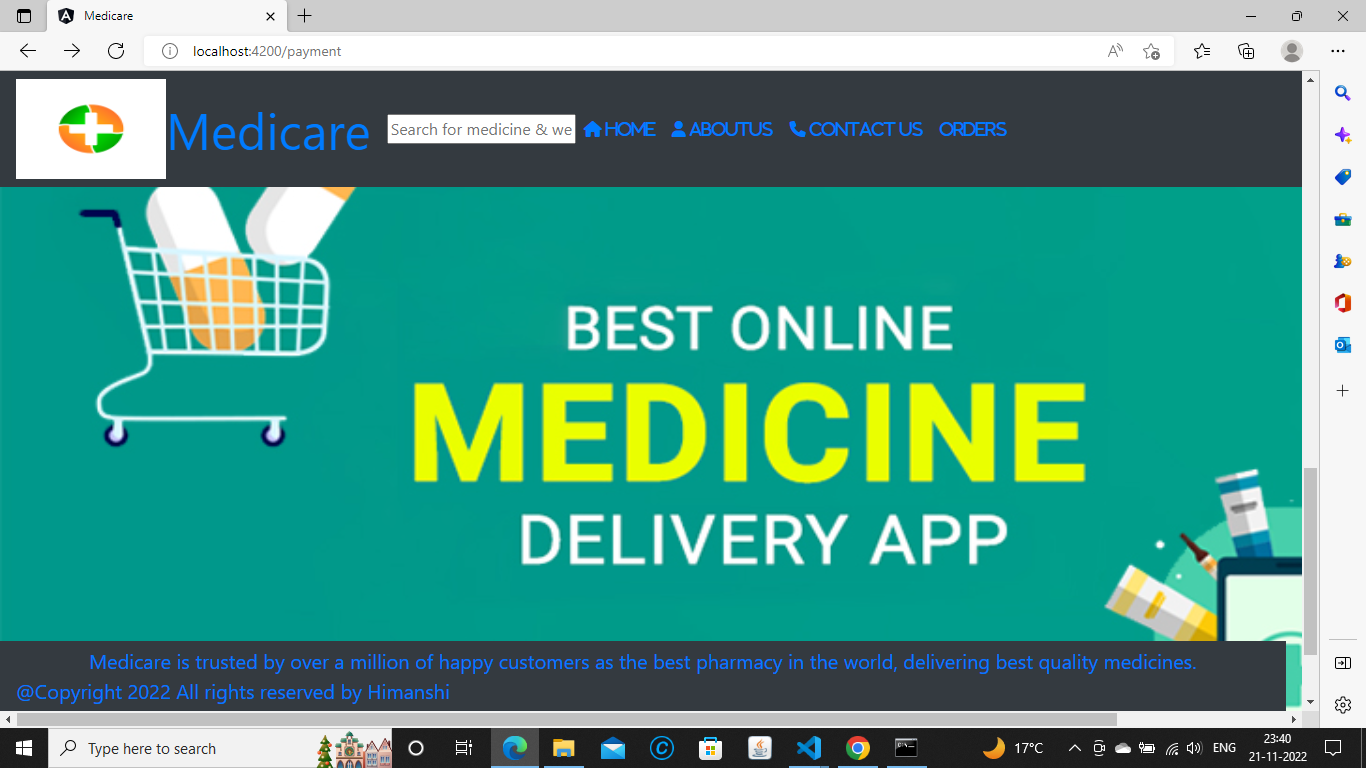 Medicare
localhost:4200/payment
Medicare
Search for medicine & we
HOME
ABOUTUS
CONTACT US
ORDERS
BEST ONLINE
MEDICINE
DELIVERY APP
Medicare is trusted by over a million of happy customers as the best pharmacy in the world, delivering best quality medicines.
@Copyright 2022 All rights reserved by Himanshi
Type here to search
17°C
ENG
23:40
21-11-2022